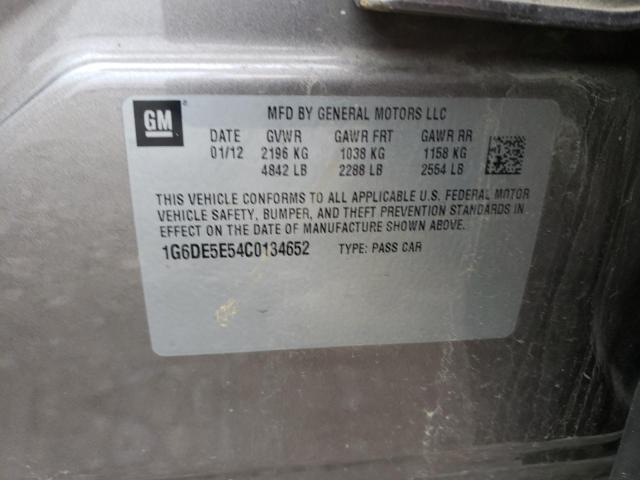 GM
MFD BY GENERAL MOTORS LLC
DATE GVWR GAWR FRT GAWR RR
01/12 2196 KG 1038 KG 1158 KG
4842 LB 2288 LB 2554 LB
THIS VEHICLE CONFORMS TO ALL APPLICABLE U.S. FEDERAL MOTOR
VEHICLE SAFETY, BUMPER, AND THEFT PREVENTION STANDARDS IN
EFFECT ON THE DATE OF MANUFACTURE SHOWN ABOVE.
1G6DE5E54C0134652 TYPE: PASS CAR